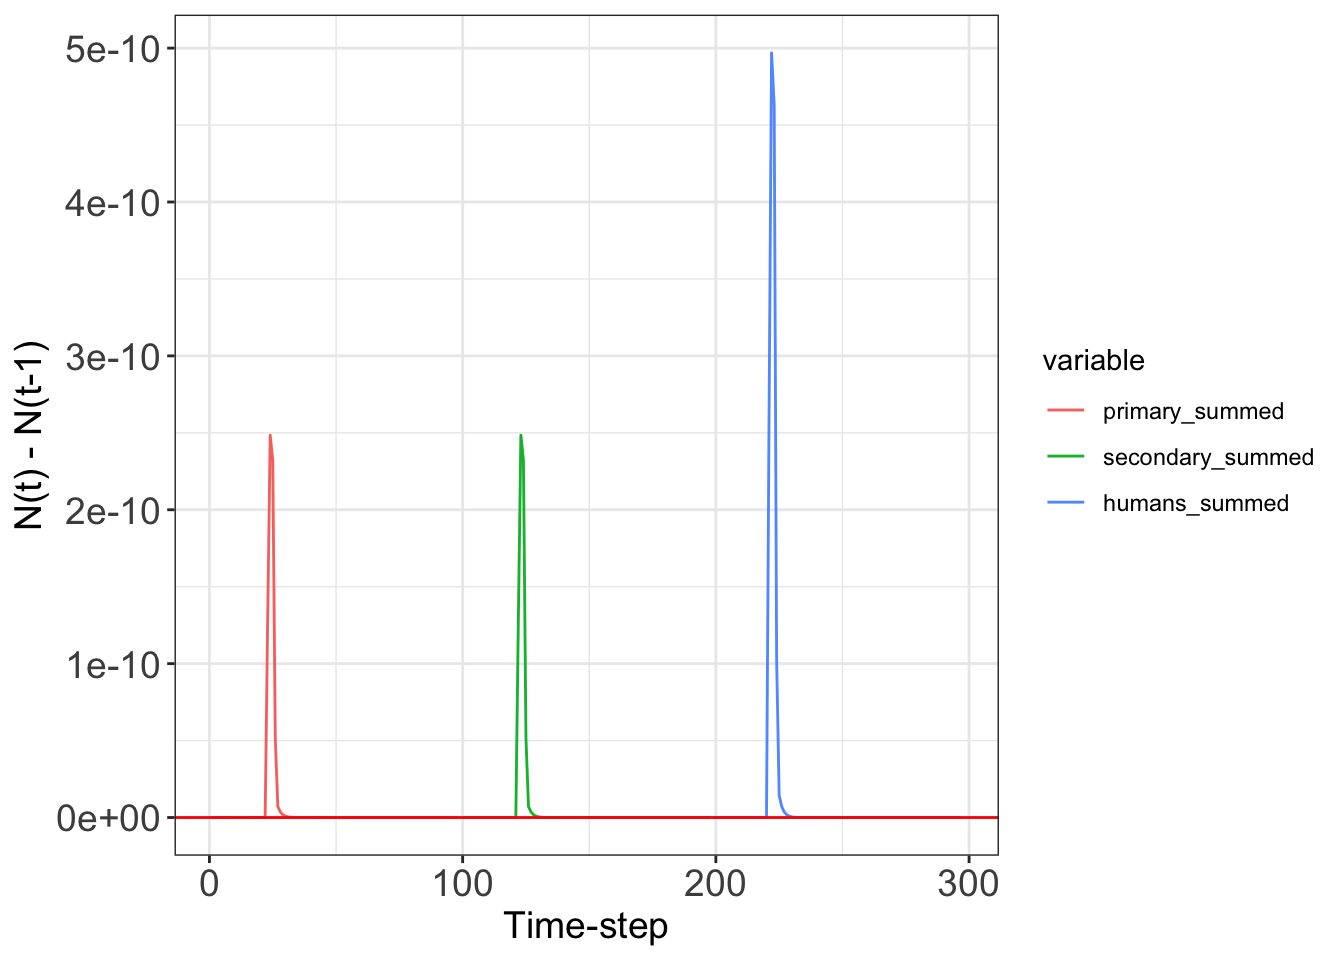 5e-10
4e-10
3e-10
2e-10
1e-10
0e+00
N(t) - N(t-1)
0 100 200 300
Time-step
variable
primary_summed
secondary_summed
humans_summed